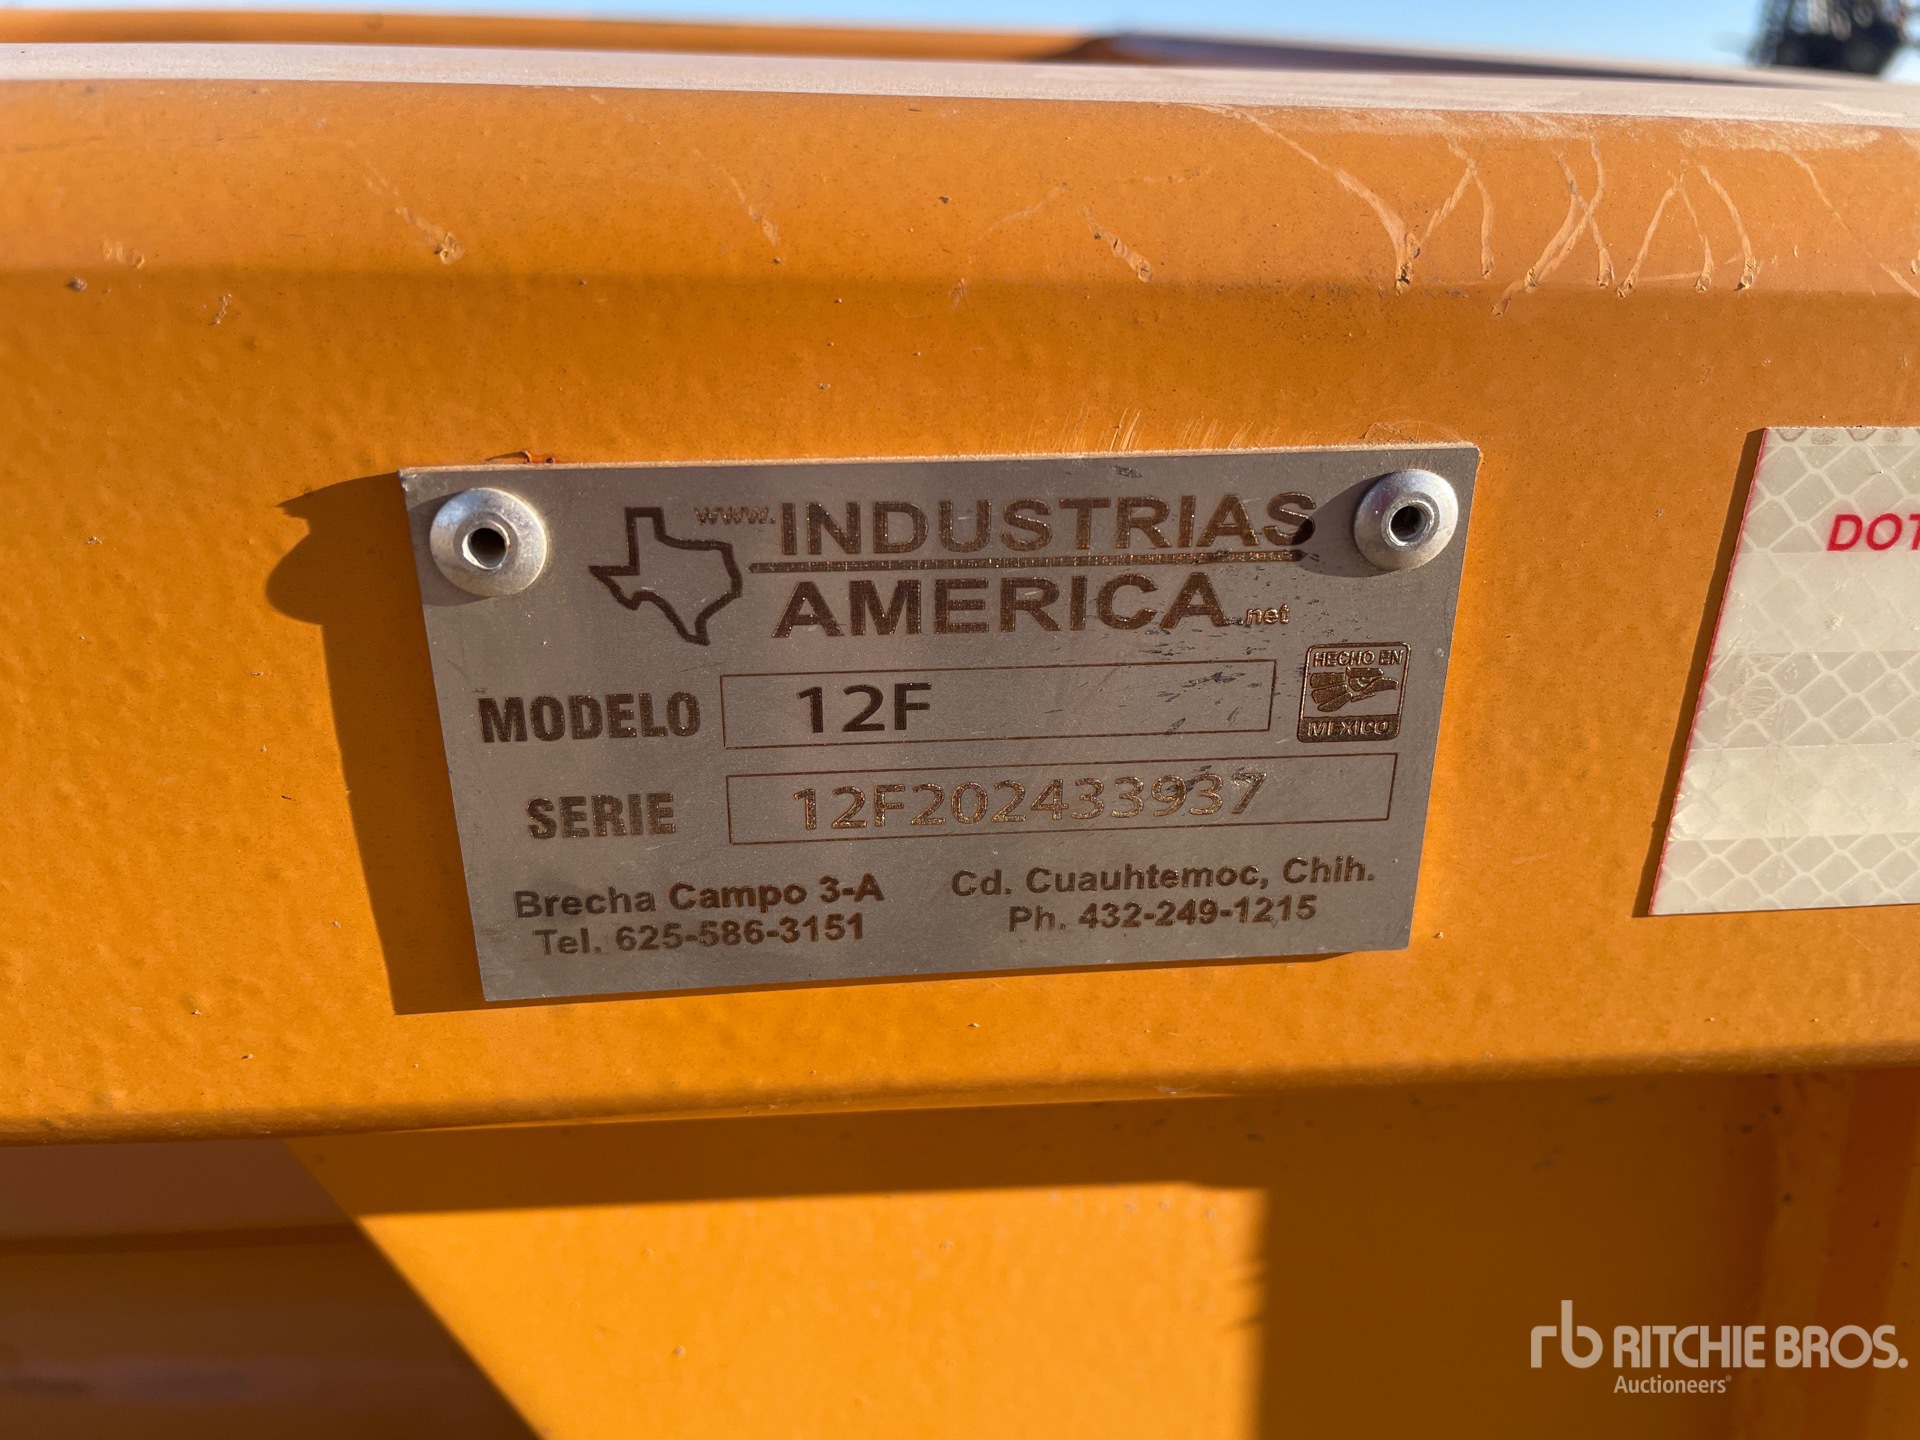 www. INDUSTRIAS
AMERICA.net
MODELO 12F
HECHO EN
MEXICO
SERIE 12F202433937
Brecha Campo 3-A
Tel. 625-586-3151
Cd. Cuauhtemoc, Chih.
Ph. 432-249-1215
DOT
rb RITCHIE BROS.
Auctioneers®